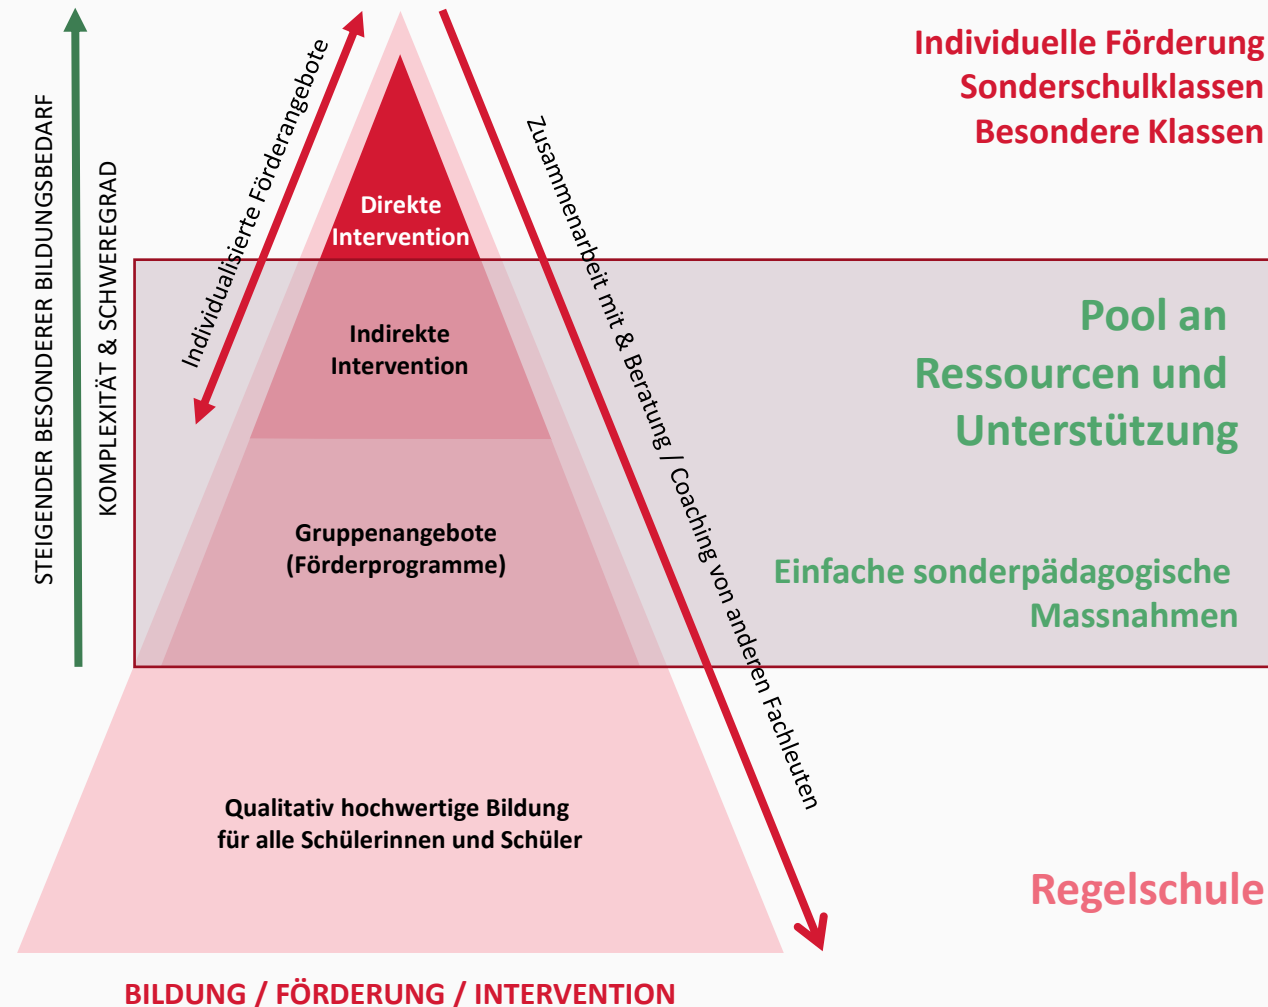 Individuelle Förderung
Sonderschulklassen
Besondere Klassen
STEIGENDER BESONDERER BILDUNGSBEDARF
KOMPLEXITÄT & SCHWEREGRAD
Individualisierte Förderangebote
Zusammenarbeit mit & Beratung / Coaching von anderen Fachleuten
Direkte
Intervention
Indirekte
Intervention
Pool an
Ressourcen und
Unterstützung
Gruppenangebote
(Förderprogramme)
Einfache sonderpädagogische
Massnahmen
Qualitativ hochwertige Bildung
für alle Schülerinnen und Schüler
Regelschule
BILDUNG / FÖRDERUNG / INTERVENTION